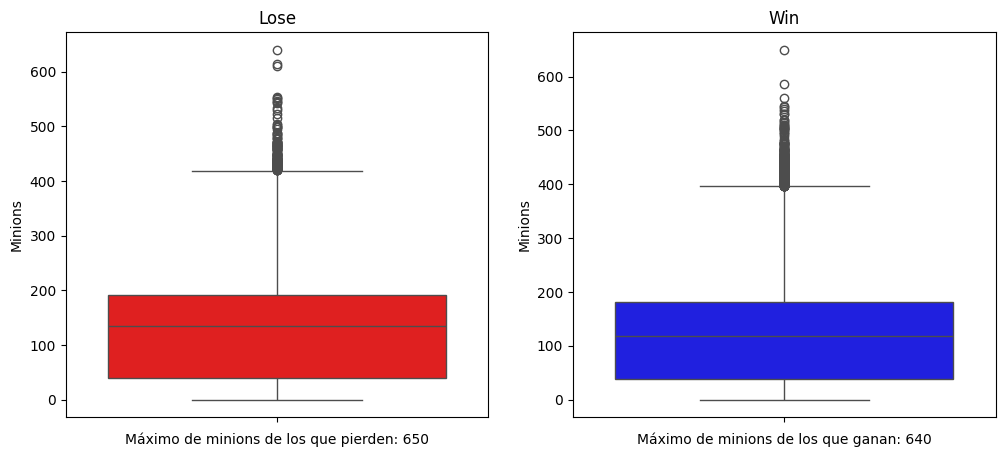 Lose
Minions
600
500
400
300
200
100
0
Máximo de minions de los que pierden: 650
Win
Minions
600
500
400
300
200
100
0
Máximo de minions de los que ganan: 640